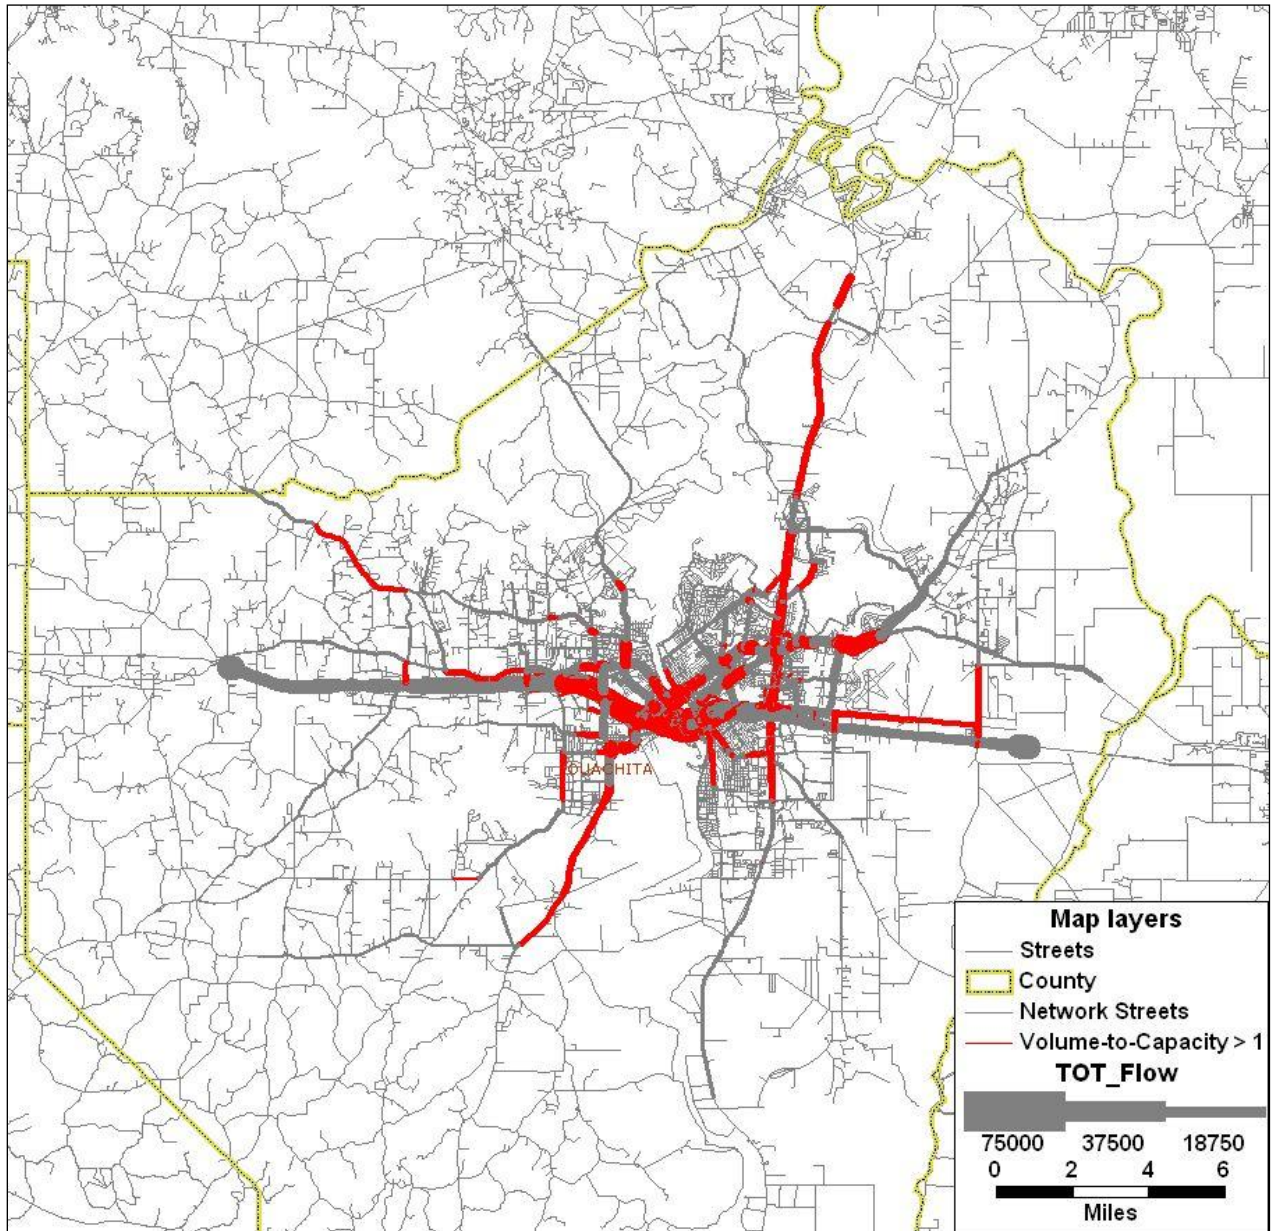 OUACHITA
Map layers
Streets
County
Network Streets
Volume-to-Capacity > 1
TOT_Flow
75000 37500 18750
0 2 4 6
Miles